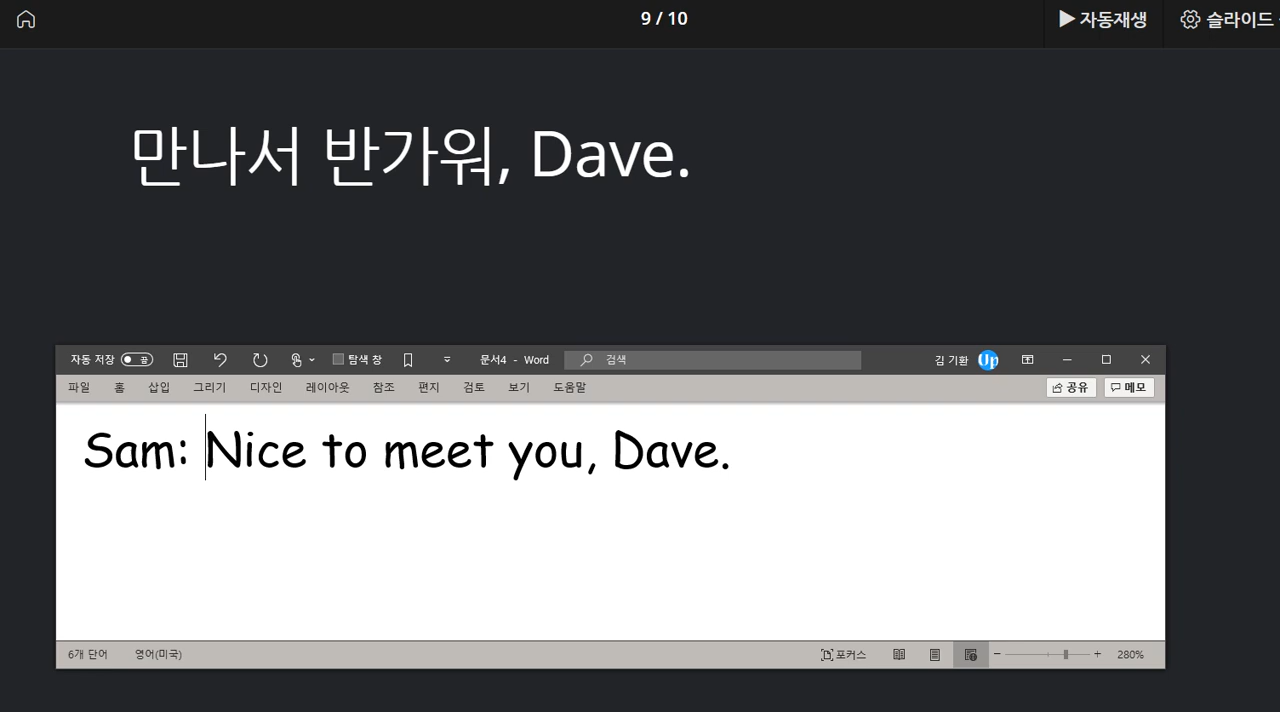 9 / 10
▶ 자동재생
슬라이드
만나서 반가워, Dave.
자동 저장 끔
탐색 창
문서4 - Word
검색
김 기환
Up
파일 홈 삽입 그리기 디자인 레이아웃 참조 편지 검토 보기 도움말
공유
메모
Sam: Nice to meet you, Dave.
6개 단어 영어(미국)
포커스
280%